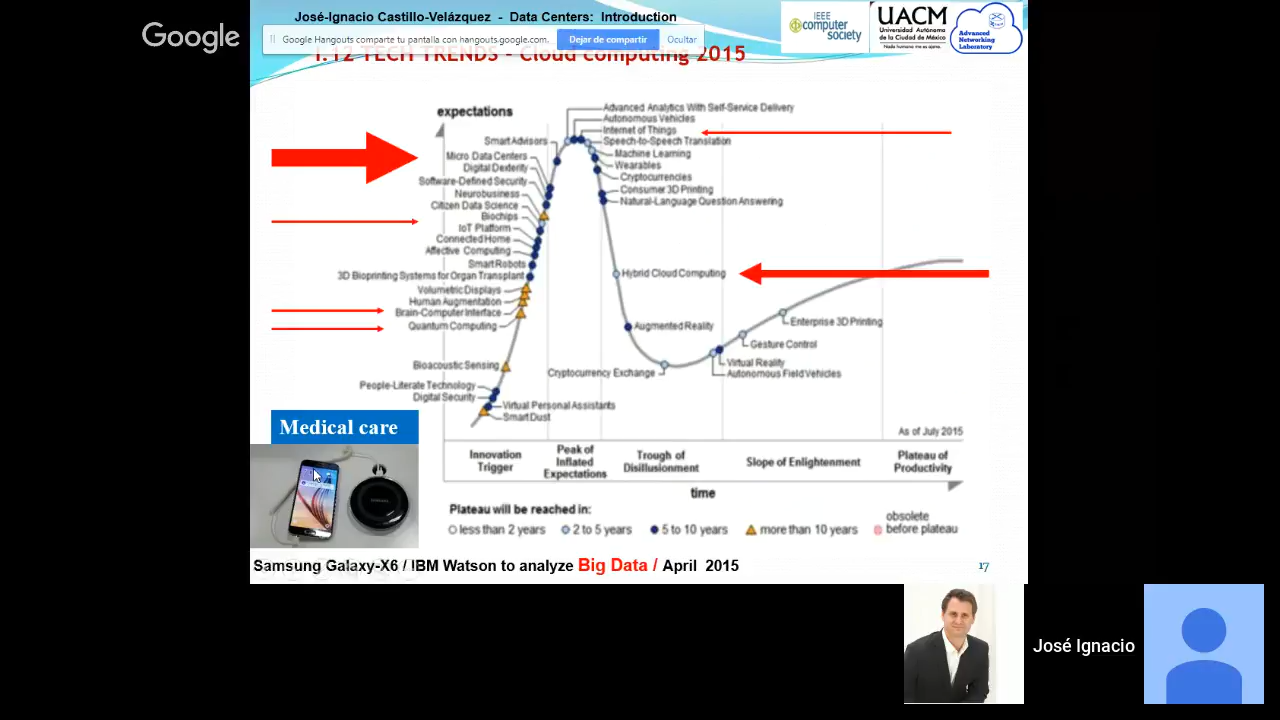 José-Ignacio Castillo-Velázquez - Data Centers: Introduction
Google
de Hangouts comparte tu pantalla con hangouts.google.com.
Dejar de compartir
Ocultar
IEEE
computer
society
UACM
Universidad Autónoma
de la Ciudad de México
Nada humano me es ajeno
Advanced
Networking
Laboratory
1.12 TECH TRENDS - Cloud Computing 2015
expectations
Advanced Analytics With Self-Service Delivery
Autonomous Vehicles
Internet of Things
Speech-to-Speech Translation
Machine Learning
Wearables
Cryptocurrencies
Consumer 3D Printing
Natural-Language Question Answering
Smart Advisors
Micro Data Centers
Digital Dexterity
Software-Defined Security
Neurobusiness
Citizen Data Science
Biochips
IoT Platform
Connected Home
Affective Computing
Smart Robots
3D Bioprinting Systems for Organ Transplant
Volumetric Displays
Human Augmentation
Brain-Computer Interface
Quantum Computing
Bioacoustic Sensing
People-Literate Technology
Digital Security
Virtual Personal Assistants
Smart Dust
Hybrid Cloud Computing
Augmented Reality
Cryptocurrency Exchange
Enterprise 3D Printing
Gesture Control
Virtual Reality
Autonomous Field Vehicles
As of July 2015
Innovation
Trigger
Peak of
Inflated
Expectations
Trough of
Disillusionment
Slope of Enlightenment
Plateau of
Productivity
time
Plateau will be reached in:
less than 2 years
2 to 5 years
5 to 10 years
more than 10 years
obsolete
before plateau
Medical care
Samsung Galaxy-X6 / IBM Watson to analyze Big Data / April 2015
17
José Ignacio